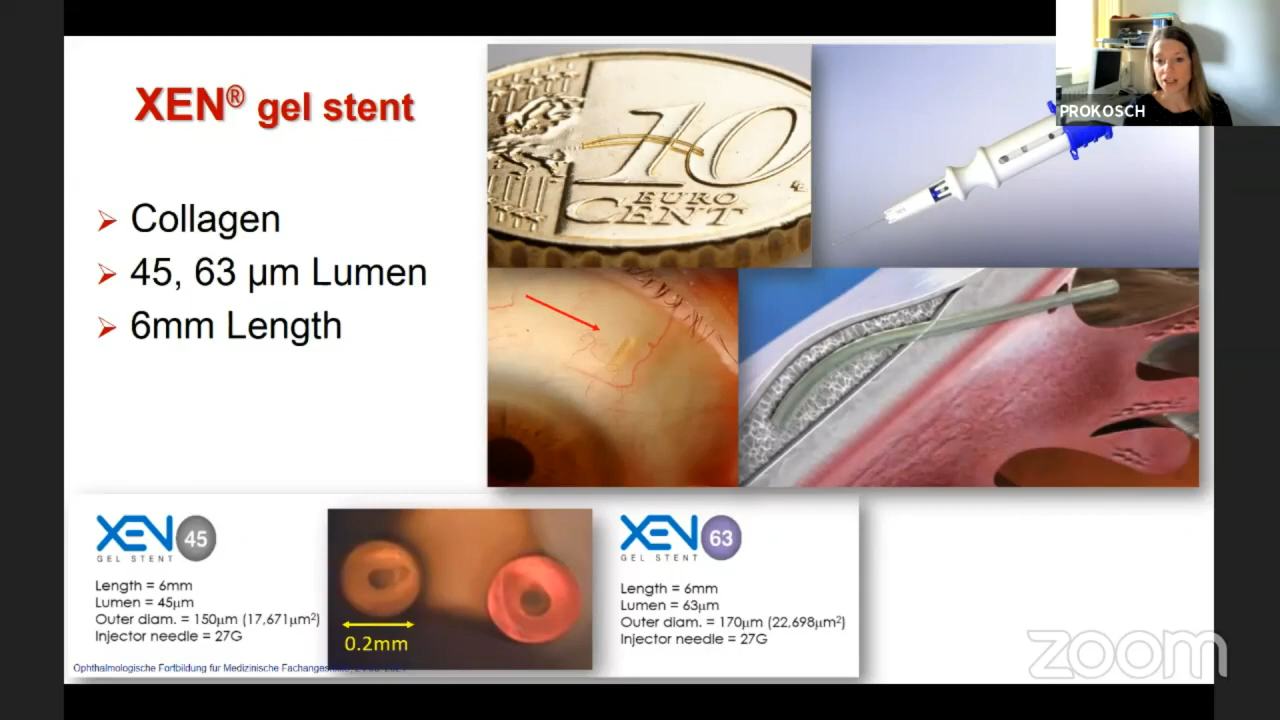 XEN® gel stent
Collagen
45, 63 µm Lumen
6mm Length
10
EURO
CENT
PROKOSCH
XEN 45
GEL STENT
Length = 6mm
Lumen = 45µm
Outer diam. = 150µm (17,671µm²)
Injector needle = 27G
0.2mm
XEN 63
GEL STENT
Length = 6mm
Lumen = 63µm
Outer diam. = 170µm (22,698µm²)
Injector needle = 27G
Ophthalmologische Fortbildung für Medizinische
zoom